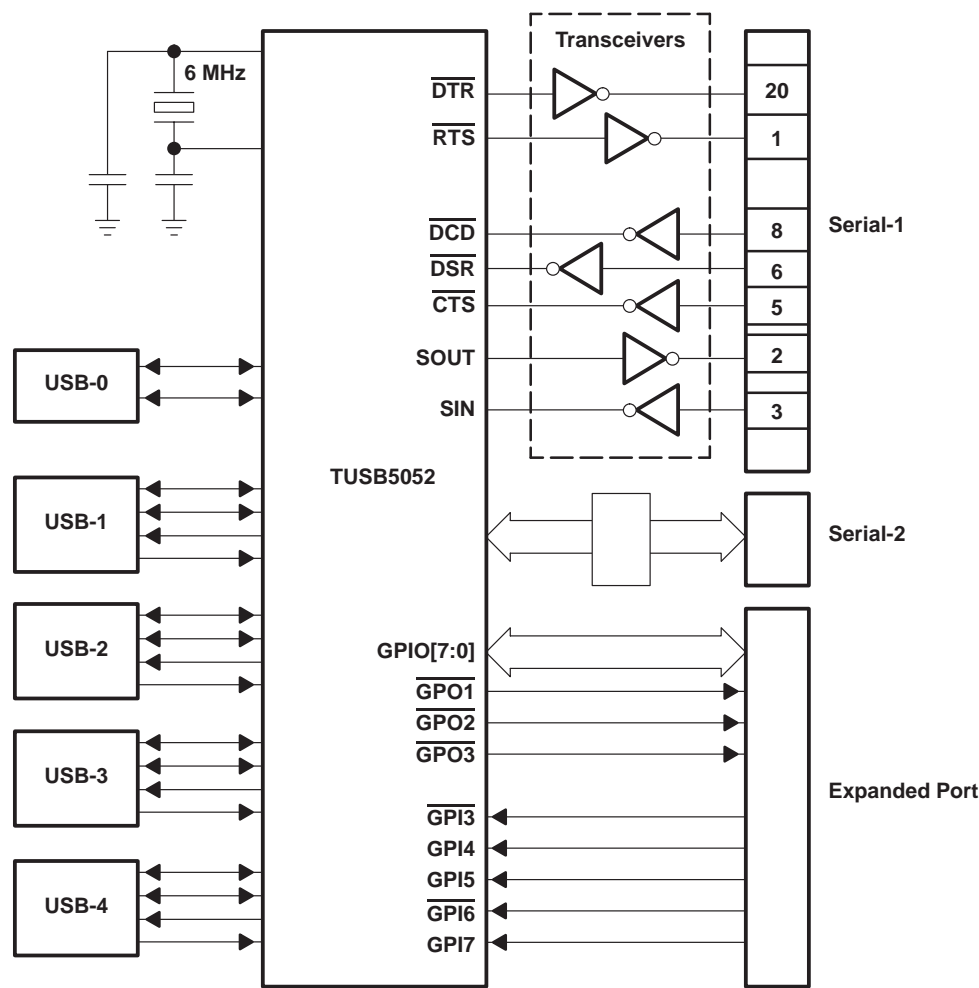 Transceivers
6 MHz
DTR
20
RTS
1
DCD
8
Serial-1
DSR
6
CTS
5
SOUT
2
USB-0
SIN
3
TUSB5052
USB-1
Serial-2
USB-2
GPIO[7:0]
GPO1
GPO2
GPO3
USB-3
Expanded Port
GPI3
GPI4
GPI5
USB-4
GPI6
GPI7